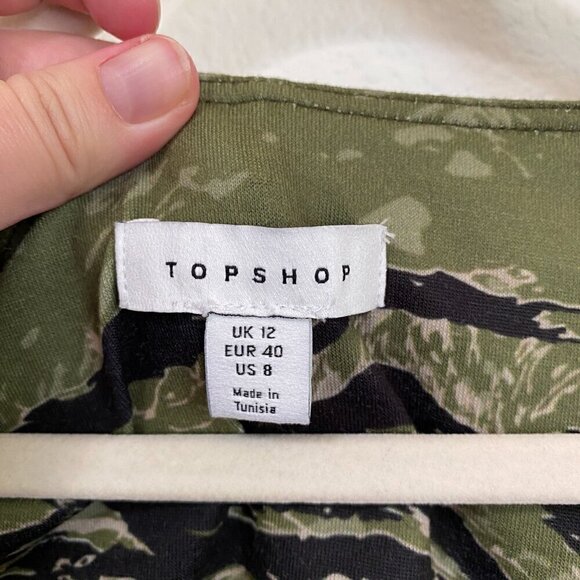 TOPSHOP
UK 12
EUR 40
US 8
Made in
Tunisia